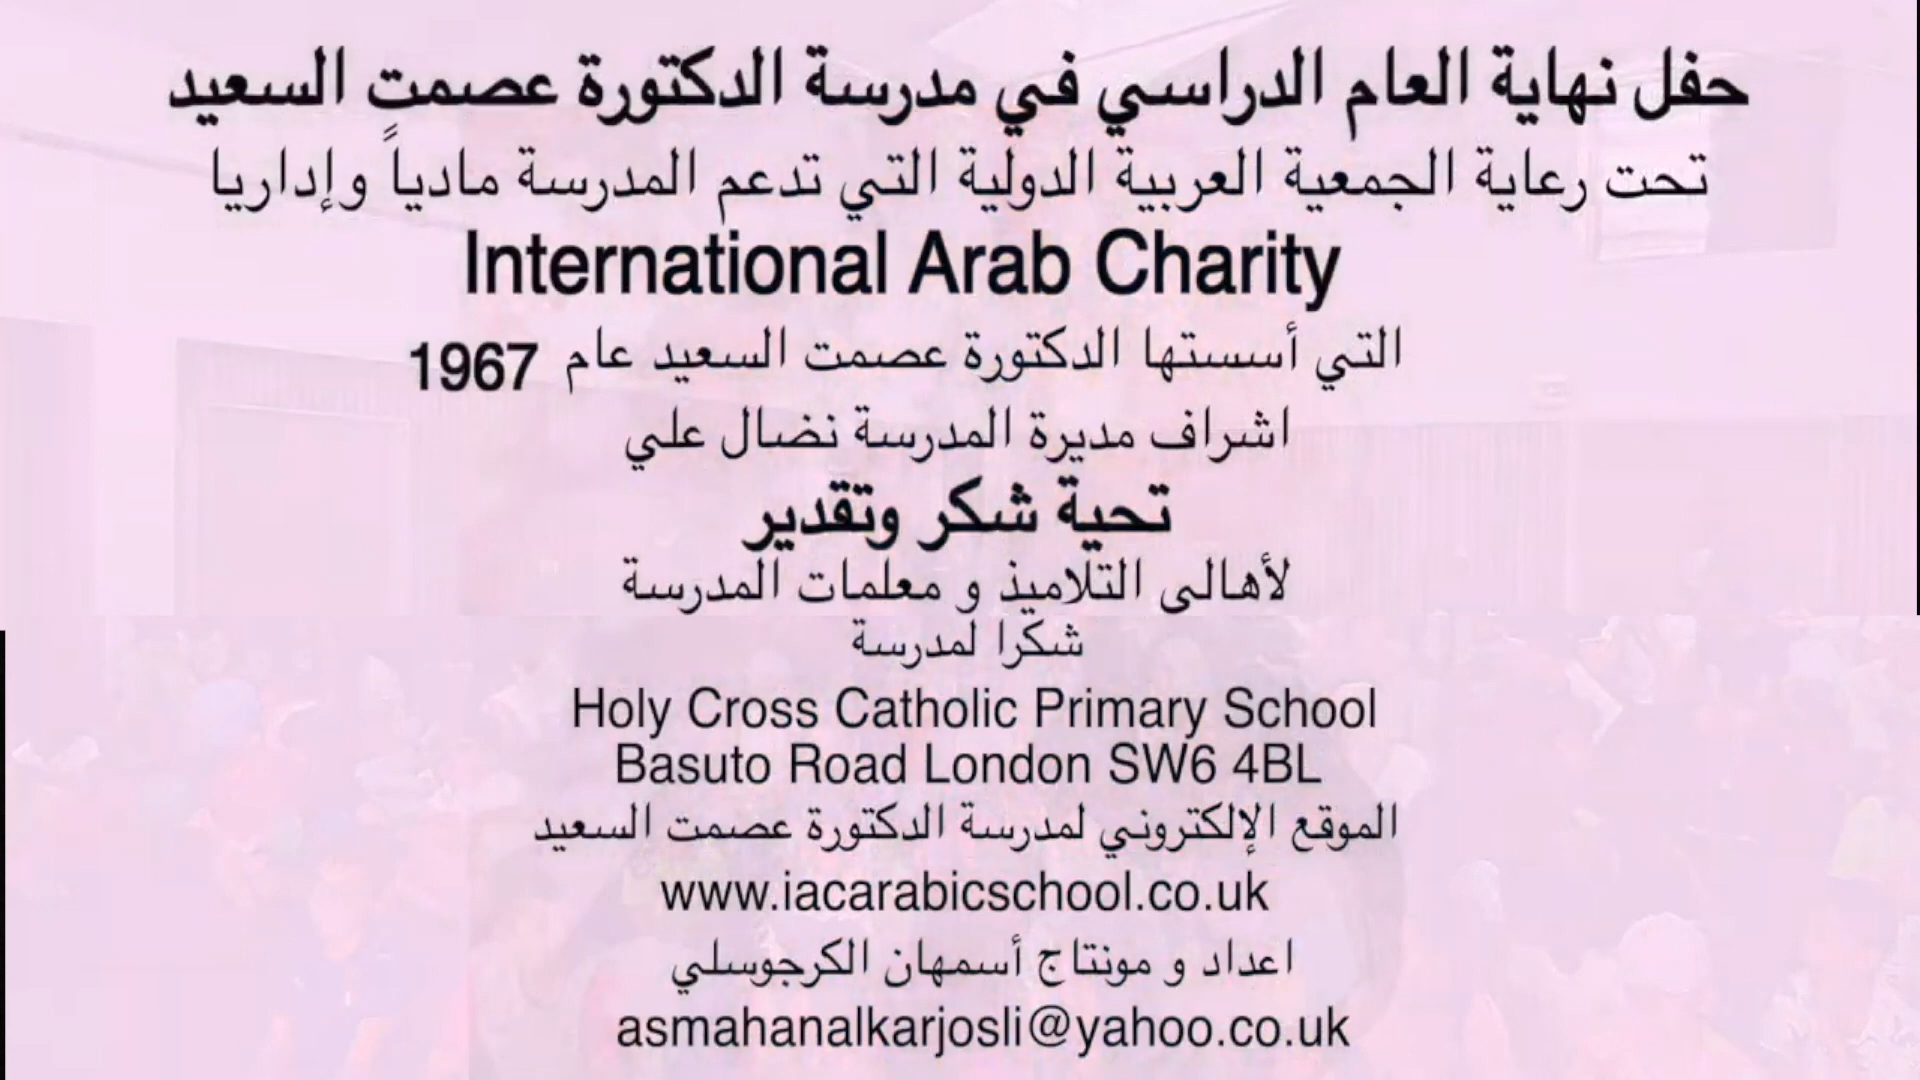 حفل نهاية العام الدراسي في مدرسة الدكتورة عصمت السعيد
تحت رعاية الجمعية العربية الدولية التي تدعم المدرسة مادياً وإداريا
International Arab Charity
التي أسستها الدكتورة عصمت السعيد عام 1967
اشراف مديرة المدرسة نضال علي
تحية شكر وتقدير
لأهالى التلاميذ و معلمات المدرسة
شكرا لمدرسة
Holy Cross Catholic Primary School
Basuto Road London SW6 4BL
الموقع الإلكتروني لمدرسة الدكتورة عصمت السعيد
www.iacarabicschool.co.uk
اعداد و مونتاج أسمهان الكرجوسلي
asmahanalkarjosli@yahoo.co.uk